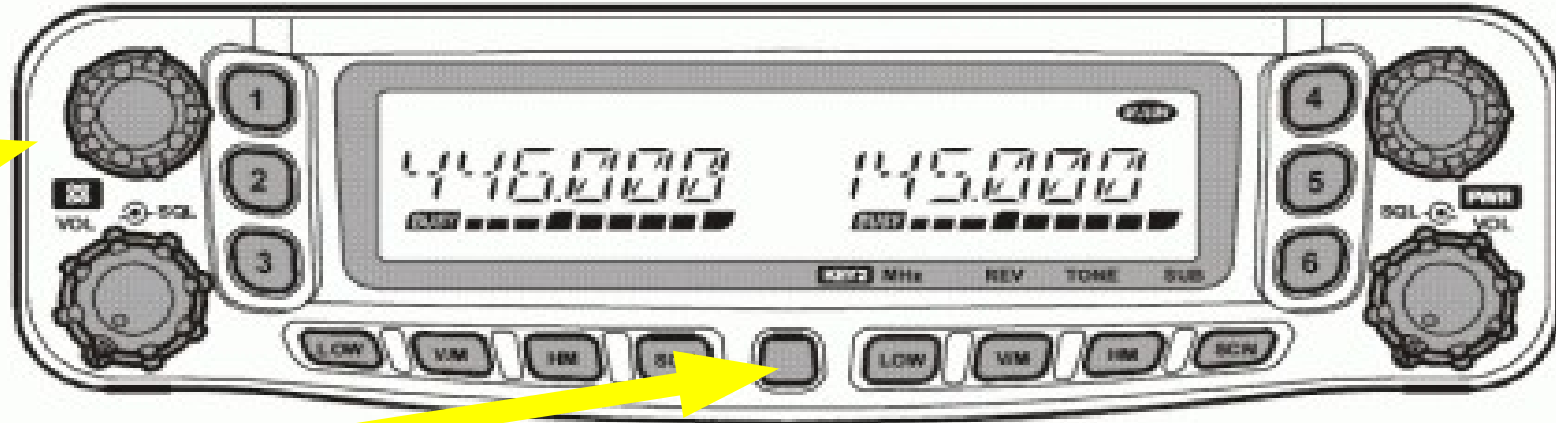 1 4
446.000 145.000
2 5
VOL SQL SQL PWR VOL
BUSY BUSY
3 6
KEY2 MHz REV TONE SUB
LOW V/M HM LOW V/M HM SCN